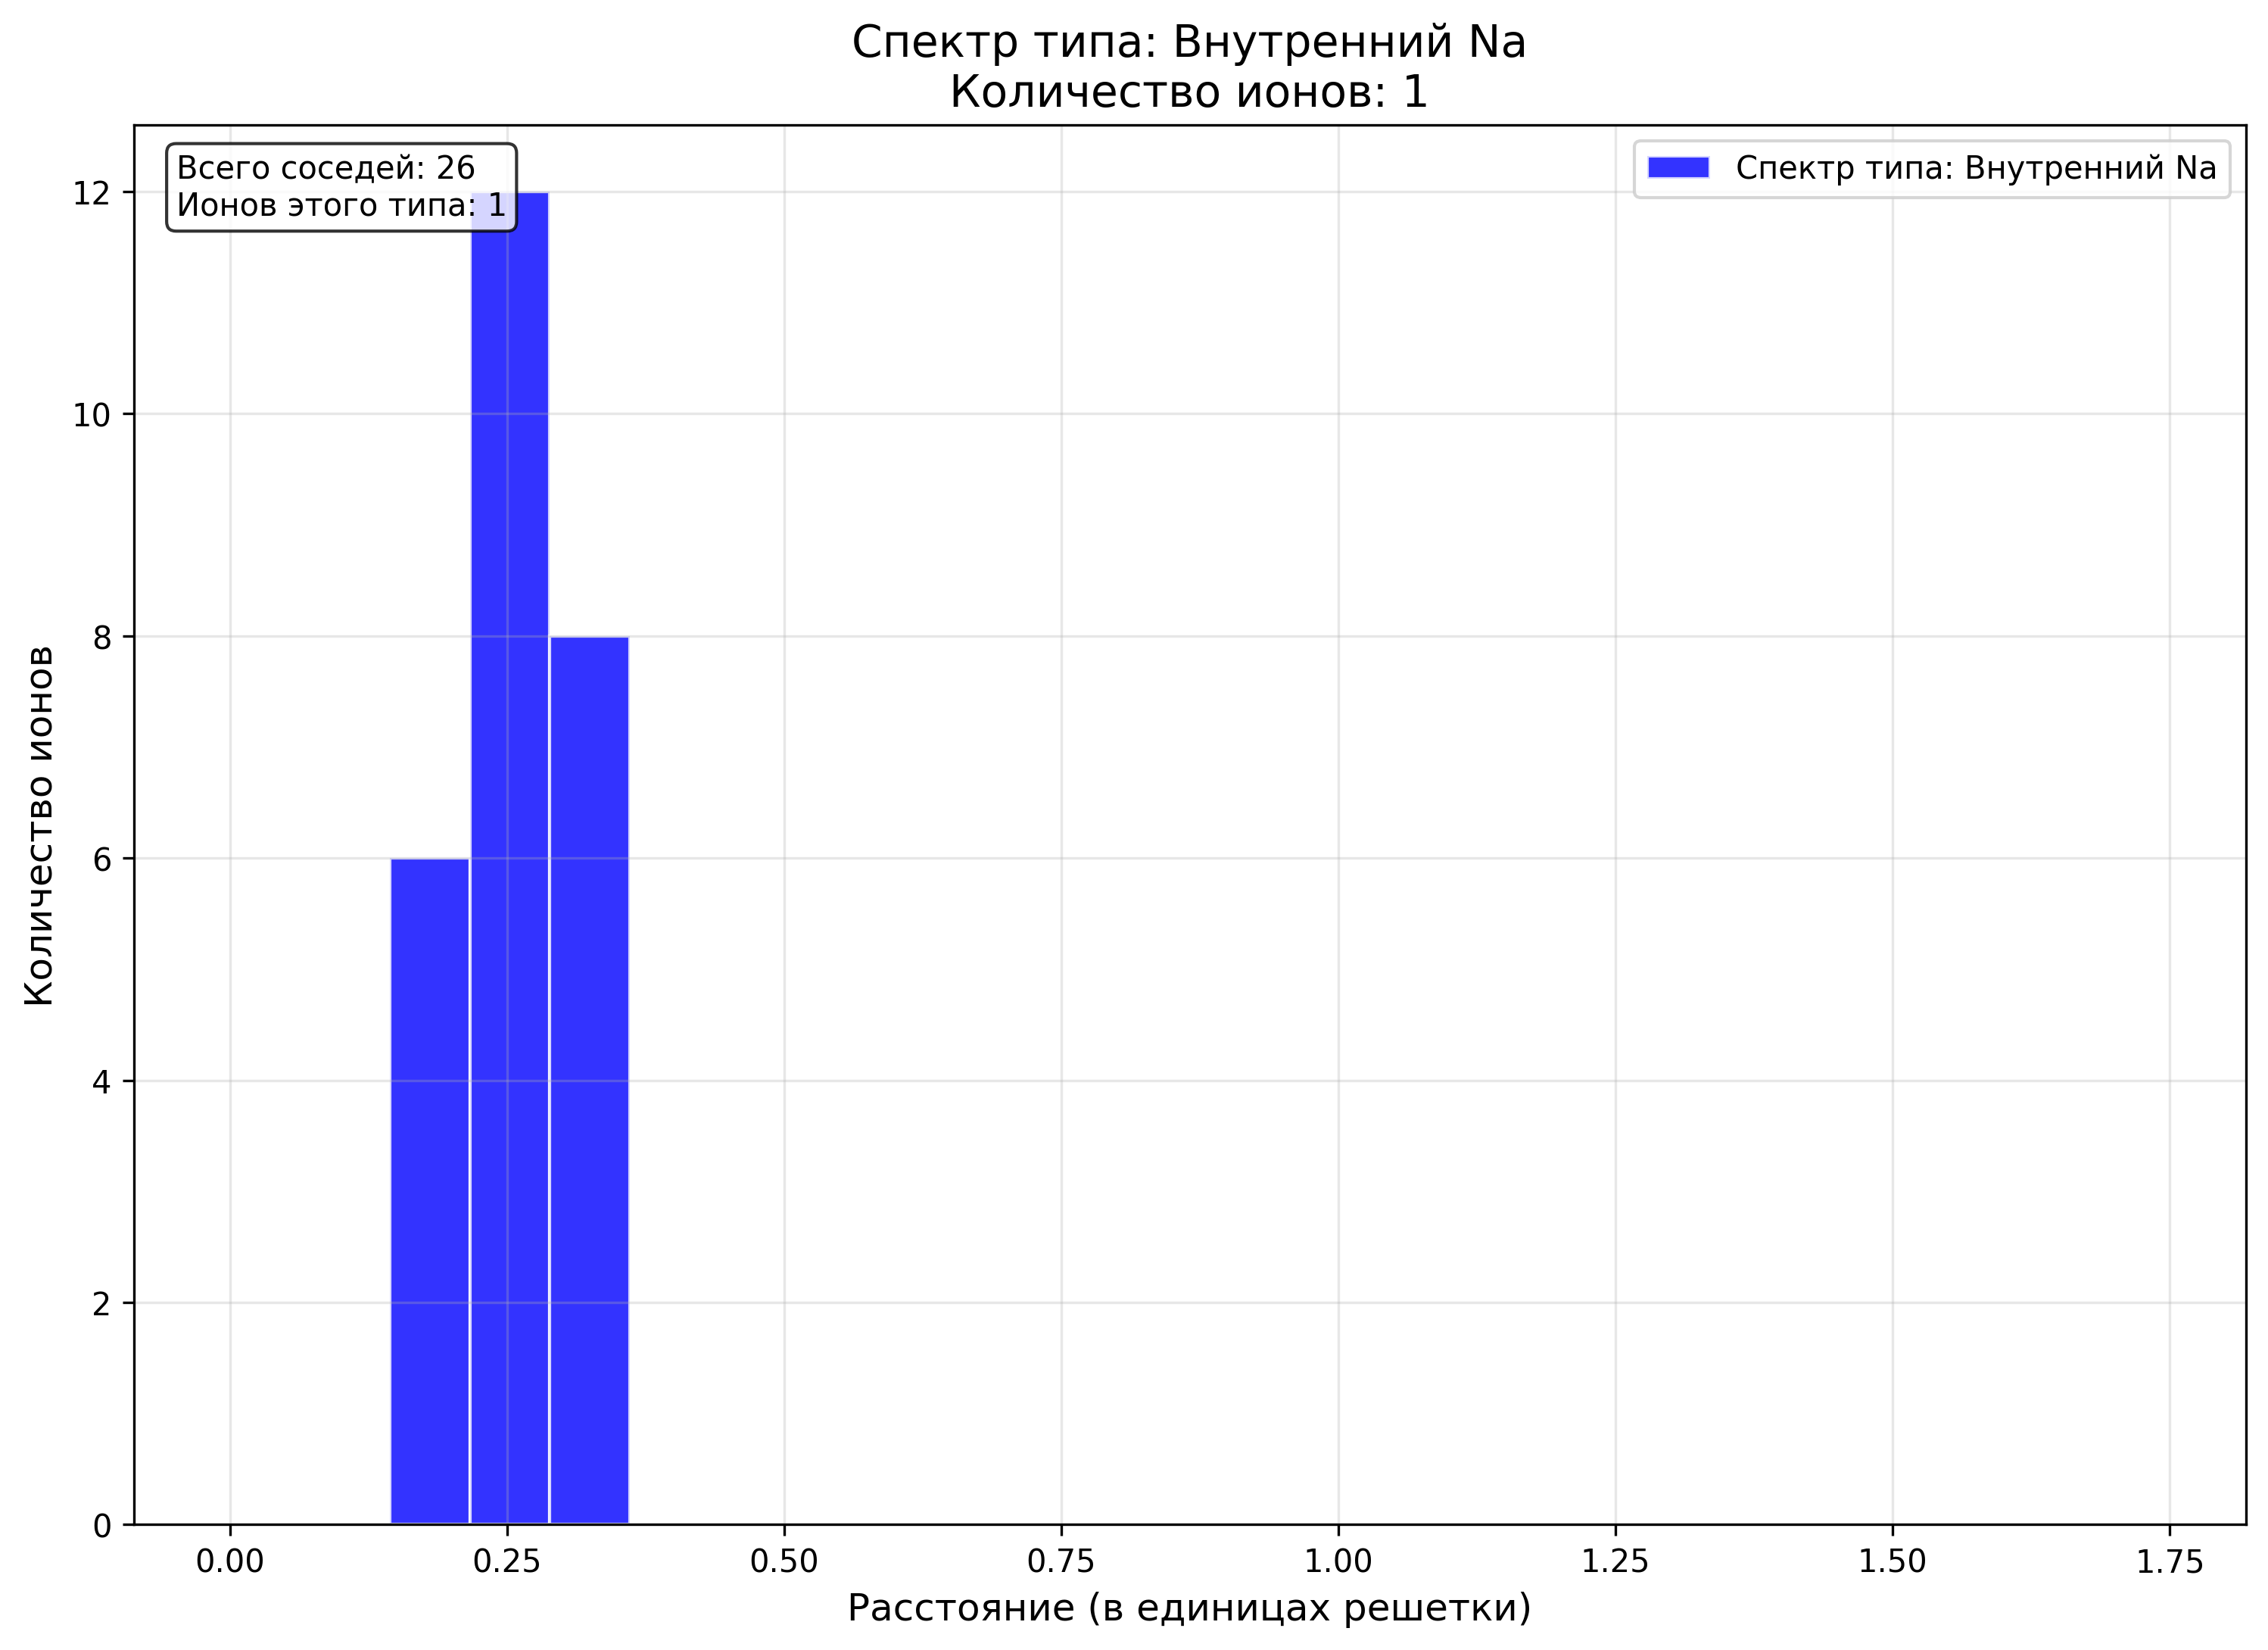 Спектр типа: Внутренний Na
Количество ионов: 1
Всего соседей: 26
Ионов этого типа: 1
Спектр типа: Внутренний Na
12
10
8
6
4
2
0
Количество ионов
0.00 0.25 0.50 0.75 1.00 1.25 1.50 1.75
Расстояние (в единицах решетки)